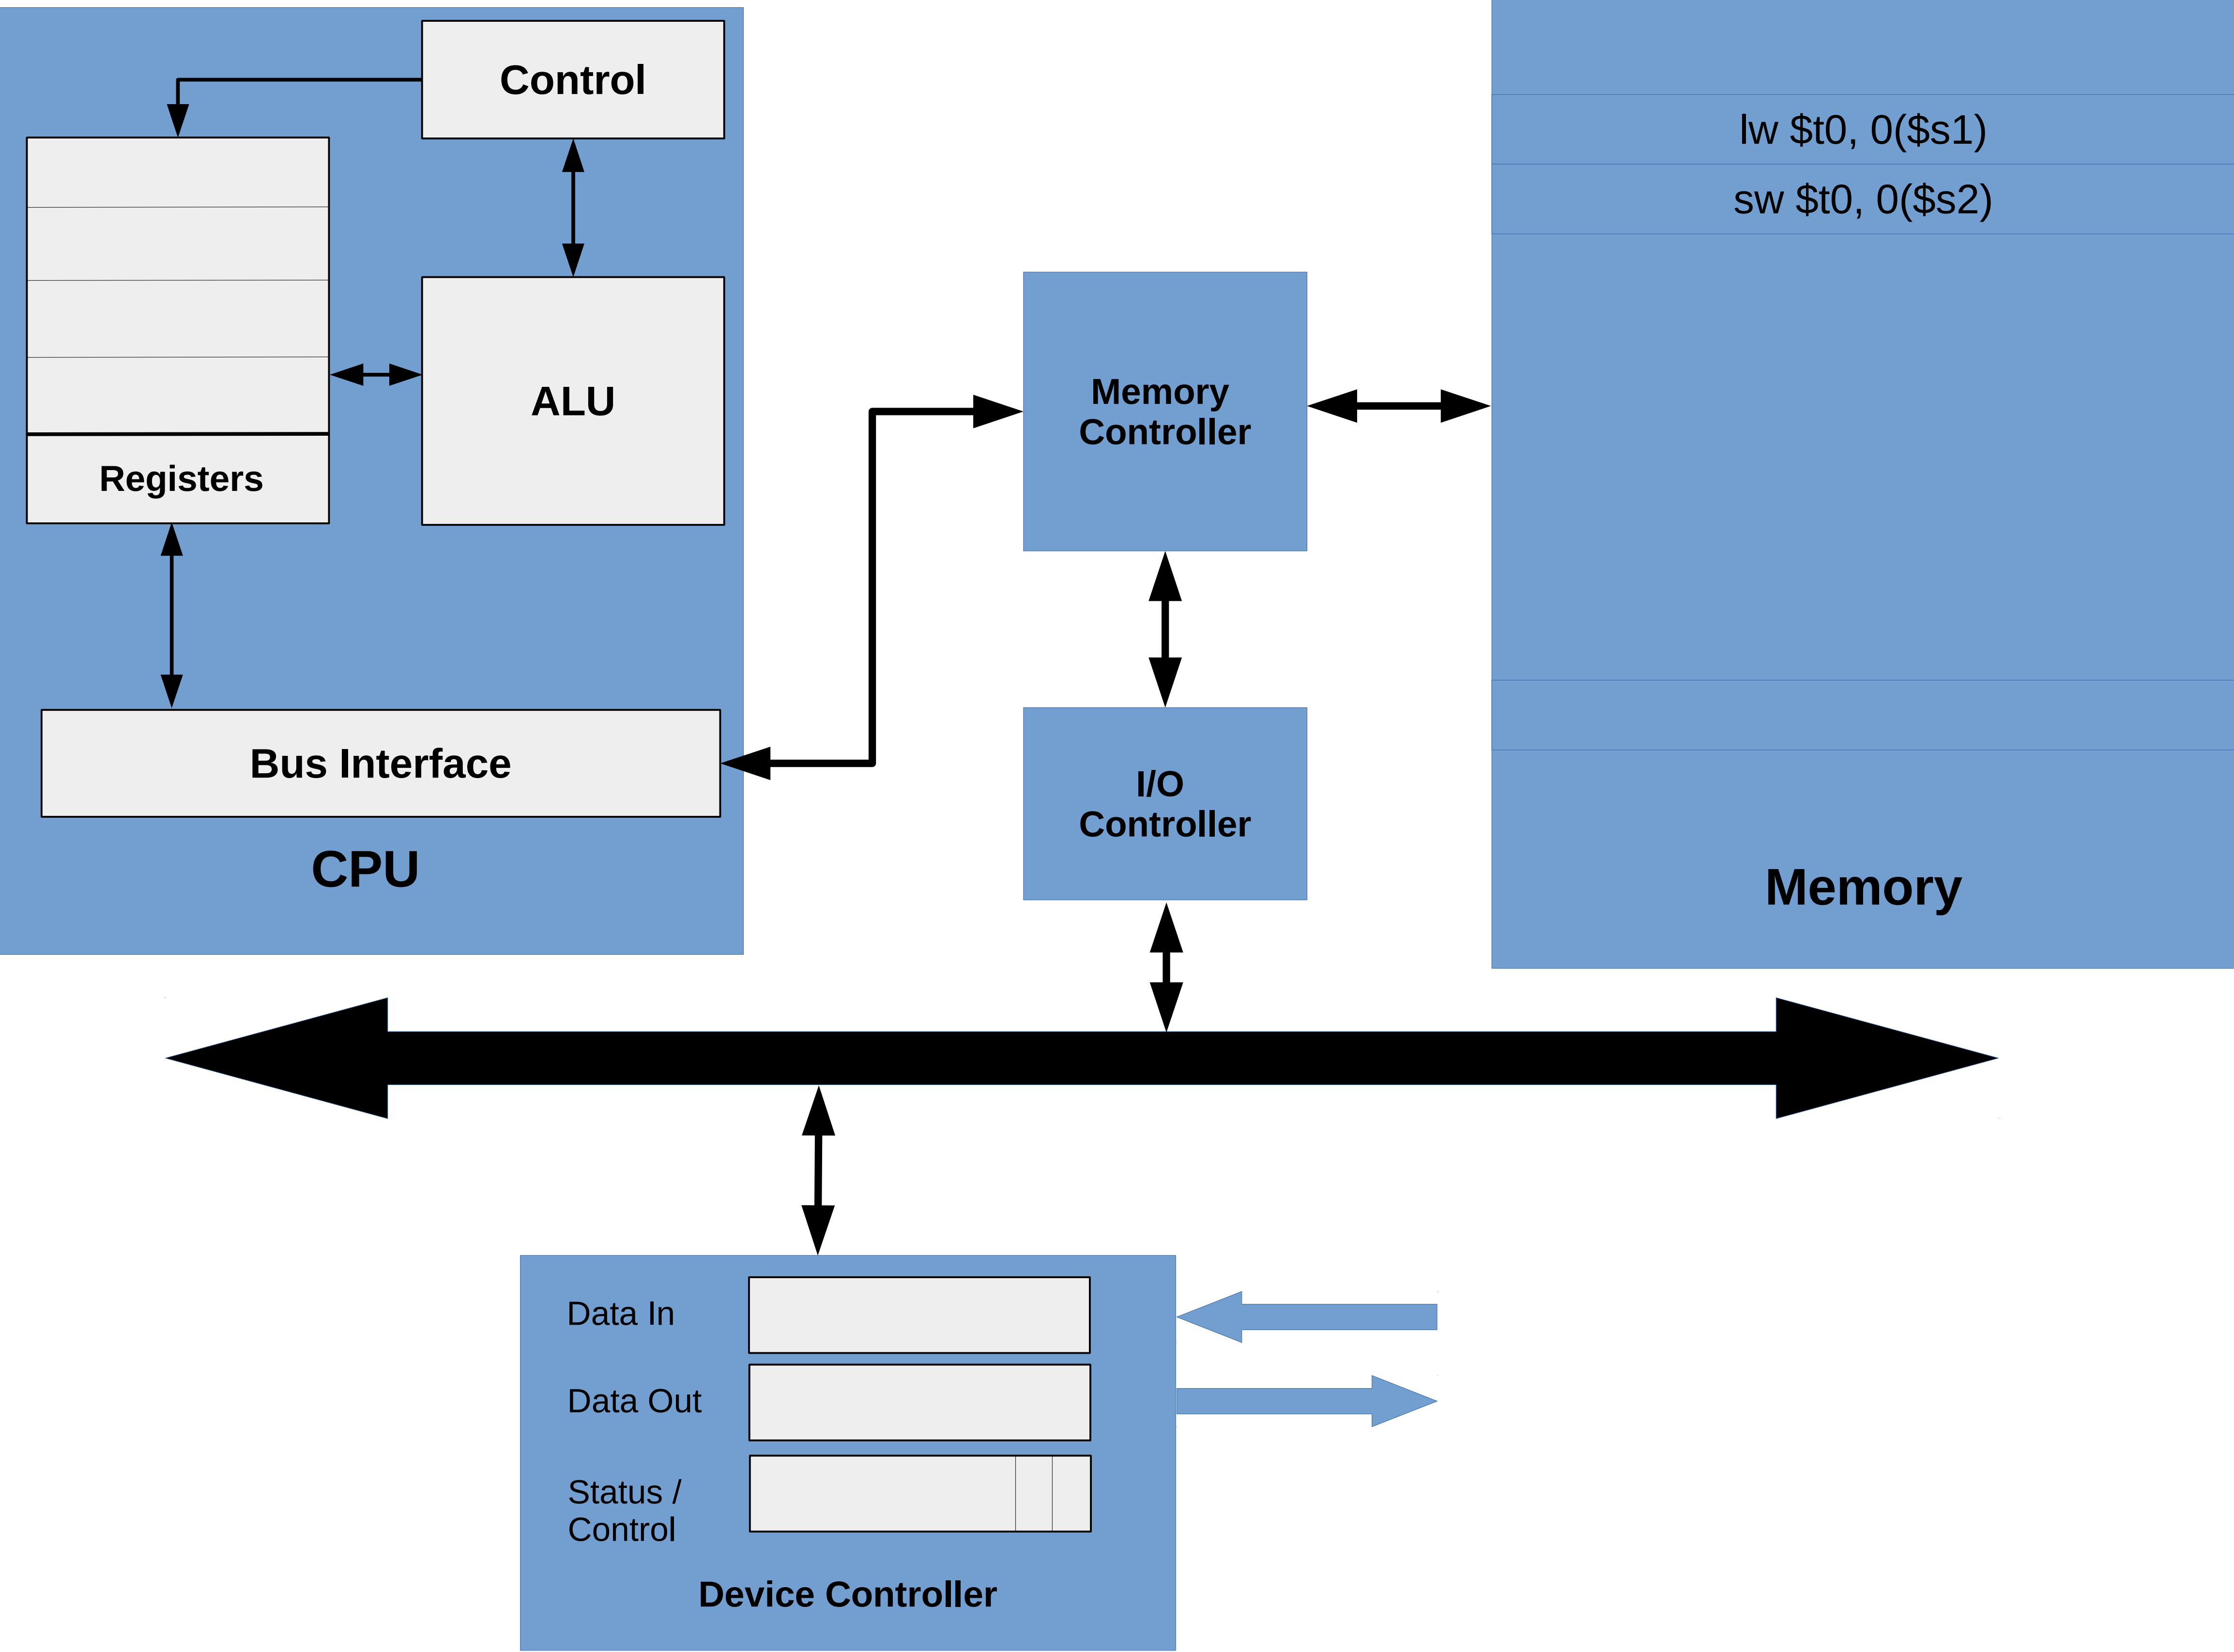 Control
ALU
Registers
Bus Interface
CPU
Memory
Controller
I/O
Controller
lw $t0, 0($s1)
sw $t0, 0($s2)
Memory
Data In
Data Out
Status /
Control
Device Controller